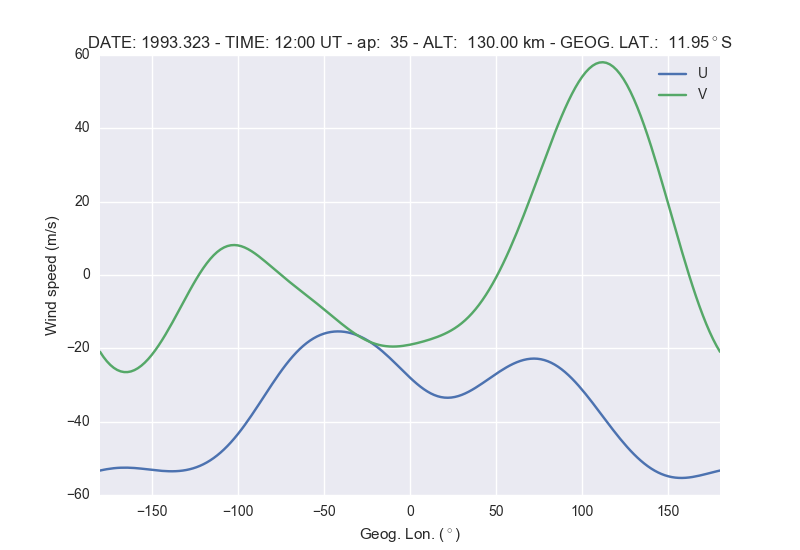 DATE: 1993.323 - TIME: 12:00 UT - ap:  35 - ALT:  130.00 km - GEOG. LAT.:  11.95°S
U
V
60
40
20
0
−20
−40
−60
Wind speed (m/s)
−150
−100
−50
0
50
100
150
Geog. Lon. (°)